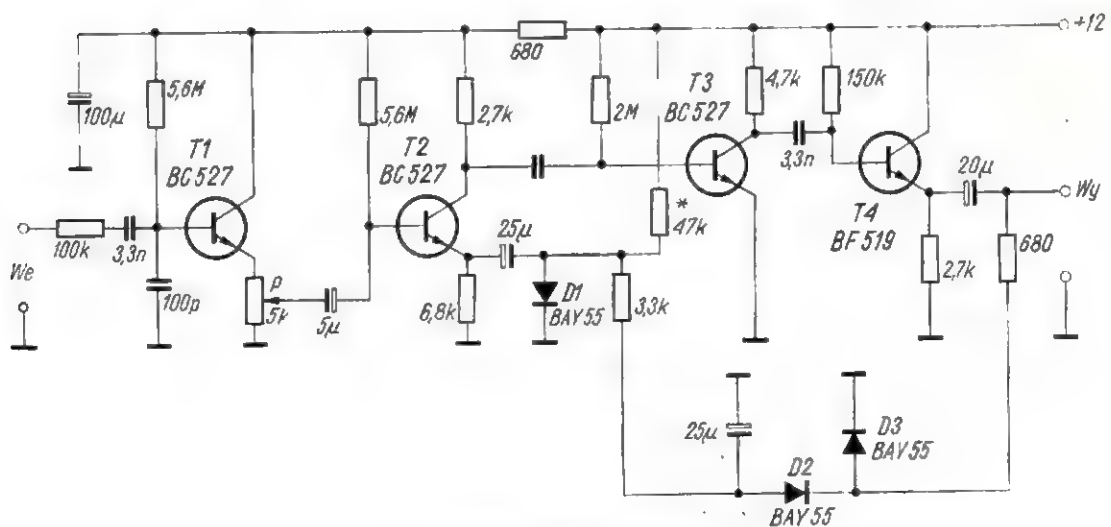 +12
680
5,6M
100μ
5,6M
2,7k
2M
T3
BC527
4,7k
150k
T1
BC527
T2
BC527
3,3n
*
47k
T4
BF519
20μ
Wy
100k
3,3n
We
100p
P
5k
5μ
25μ
6,8k
D1
BAY55
3,3k
2,7k
680
25μ
D2
BAY55
D3
BAY55